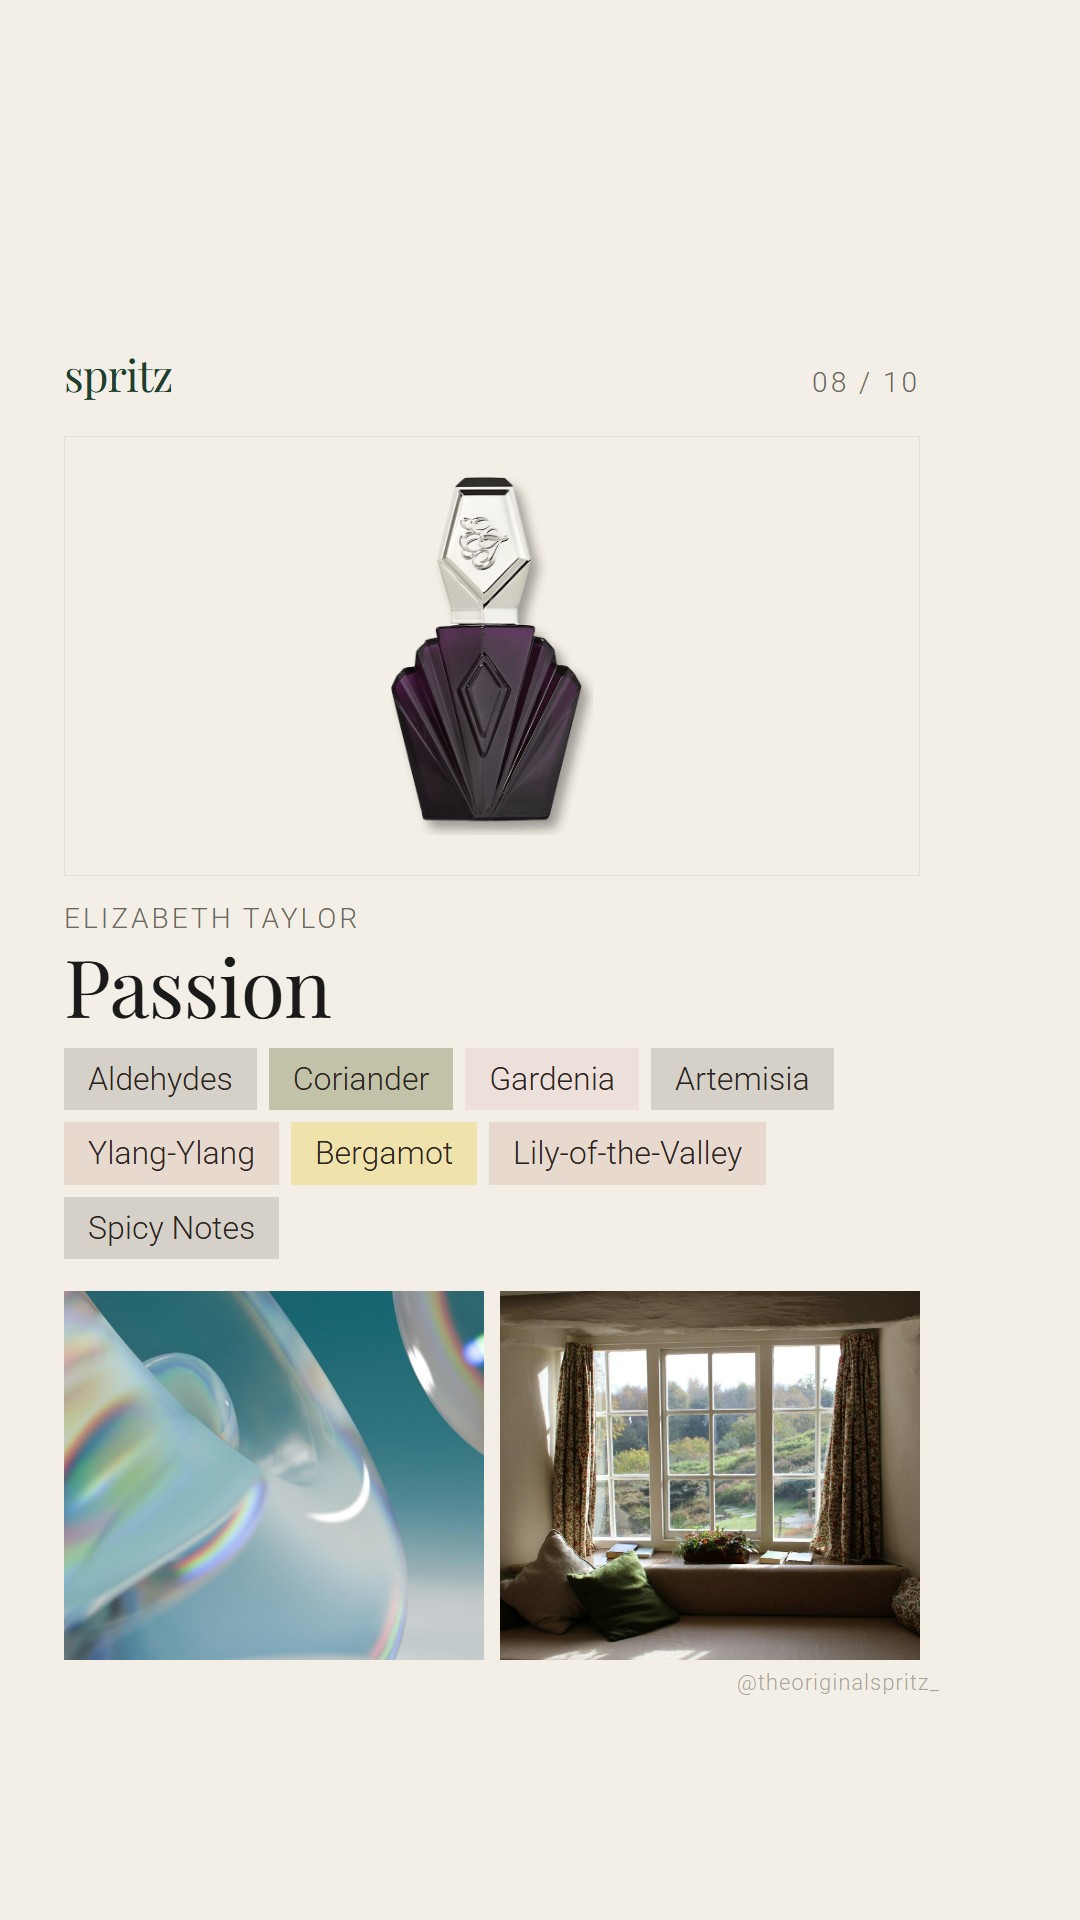 spritz
08 / 10
ELIZABETH TAYLOR
Passion
Aldehydes Coriander Gardenia Artemisia
Ylang-Ylang Bergamot Lily-of-the-Valley
Spicy Notes
@theoriginalspritz_